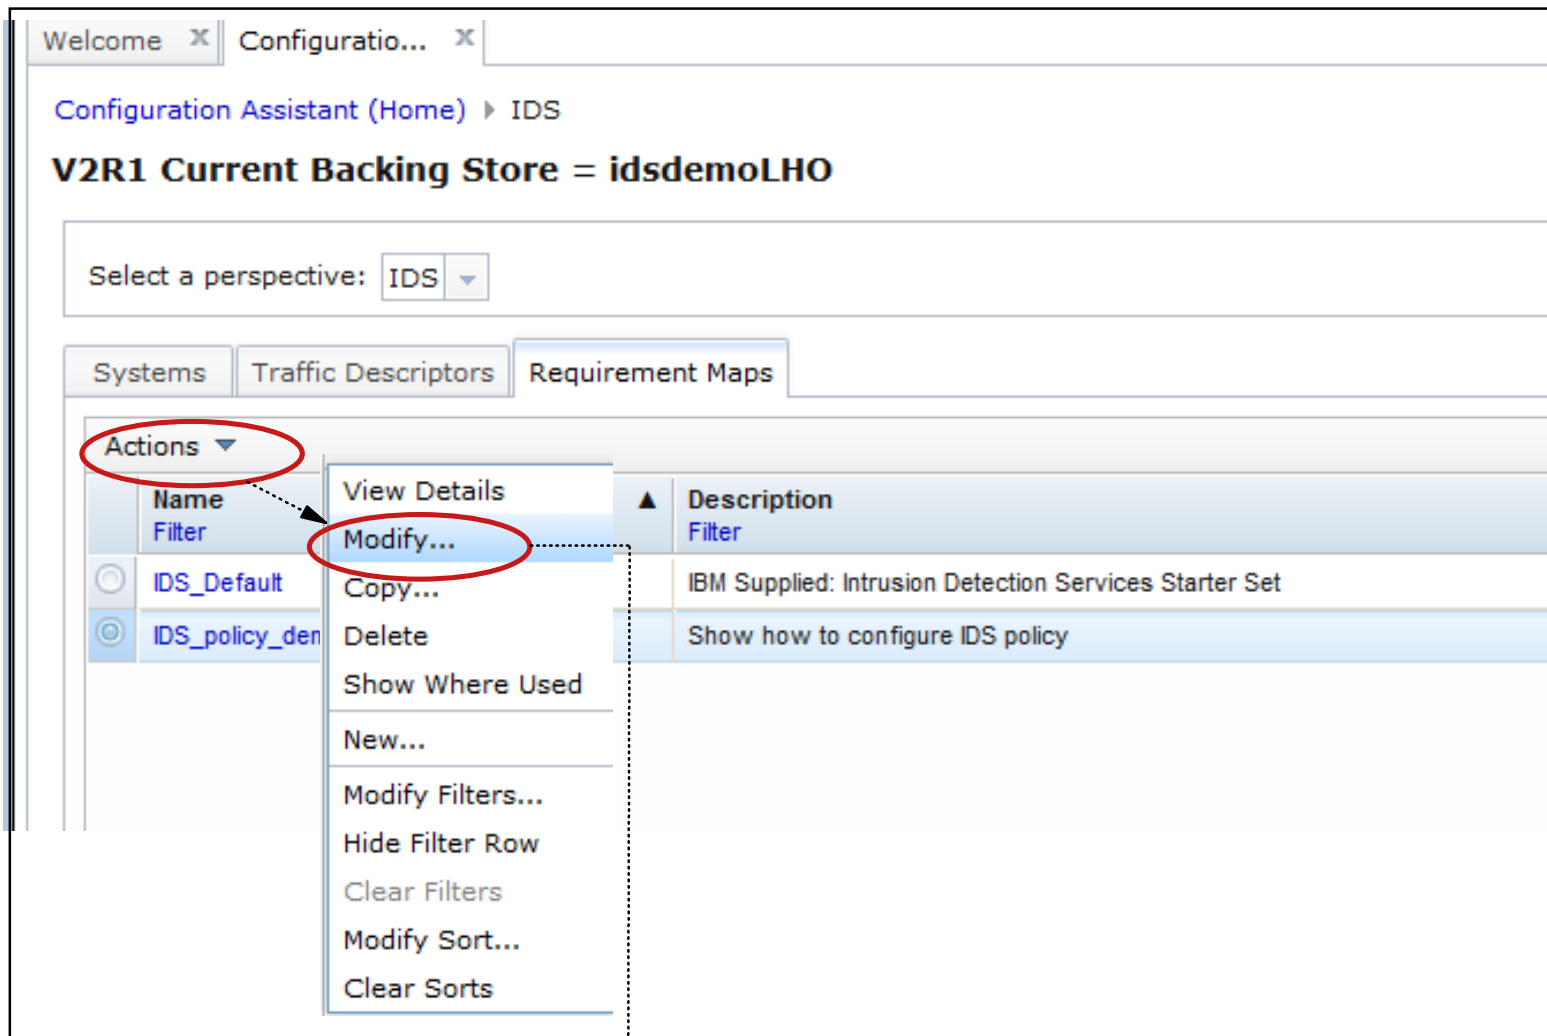 Welcome x Configuratio... x
Configuration Assistant (Home) IDS
V2R1 Current Backing Store = idsdemoLHO
Select a perspective: IDS
Systems Traffic Descriptors Requirement Maps
Actions
Name Description
Filter Filter
IDS_Default IBM Supplied: Intrusion Detection Services Starter Set
IDS_policy_den Show how to configure IDS policy
View Details
Modify...
Copy...
Delete
Show Where Used
New...
Modify Filters...
Hide Filter Row
Clear Filters
Modify Sort...
Clear Sorts